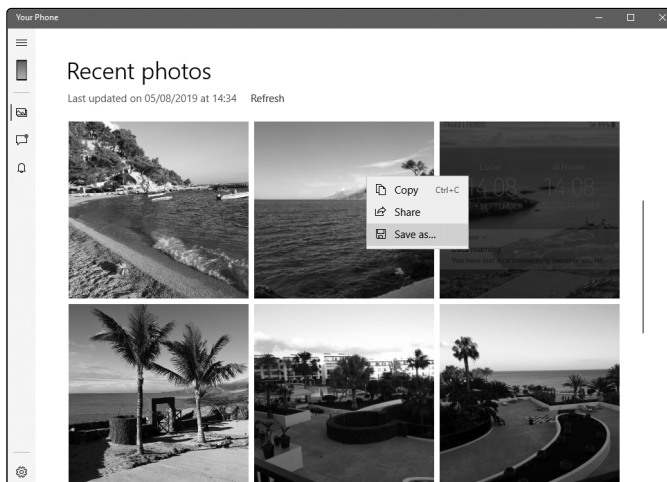 Your Phone
Recent photos
Last updated on 05/08/2019 at 14:34 Refresh
Copy Ctrl+C
Share
Save as...
Local
14:08
14:08